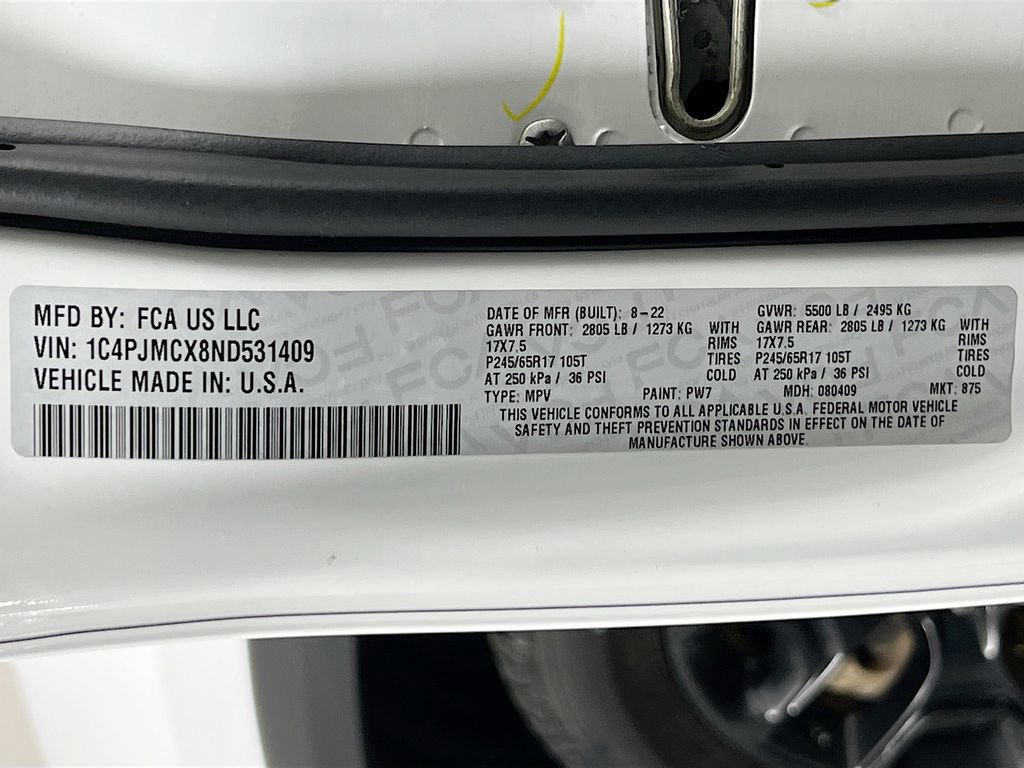 MFD BY: FCA US LLC
VIN: 1C4PJMCX8ND531409
VEHICLE MADE IN: U.S.A.
DATE OF MFR (BUILT): 8-22
GAWR FRONT: 2805 LB / 1273 KG WITH
17X7.5 RIMS
P245/65R17 105T TIRES
AT 250 kPa / 36 PSI COLD
GVWR: 5500 LB / 2495 KG
GAWR REAR: 2805 LB / 1273 KG WITH
17X7.5 RIMS
P245/65R17 105T TIRES
AT 250 kPa / 36 PSI COLD
TYPE: MPV PAINT: PW7 MDH: 080409 MKT: 875
THIS VEHICLE CONFORMS TO ALL APPLICABLE U.S.A. FEDERAL MOTOR VEHICLE
SAFETY AND THEFT PREVENTION STANDARDS IN EFFECT ON THE DATE OF
MANUFACTURE SHOWN ABOVE.